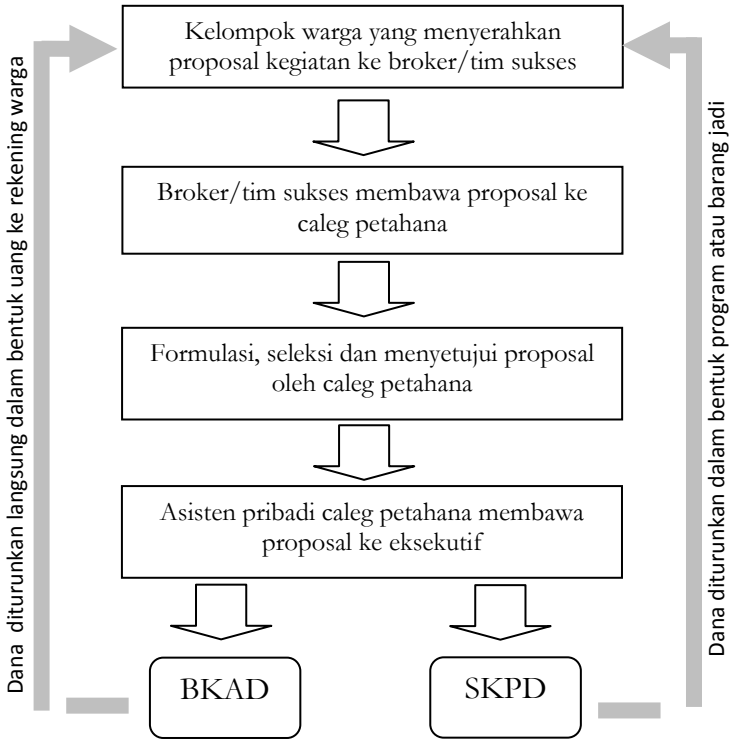 Kelompok warga yang menyerahkan
proposal kegiatan ke broker/tim sukses
Broker/tim sukses membawa proposal ke
caleg petahana
Formulasi, seleksi dan menyetujui proposal
oleh caleg petahana
Asisten pribadi caleg petahana membawa
proposal ke eksekutif
BKAD
SKPD
Dana diturunkan langsung dalam bentuk uang ke rekening warga
Dana diturunkan dalam bentuk program atau barang jadi